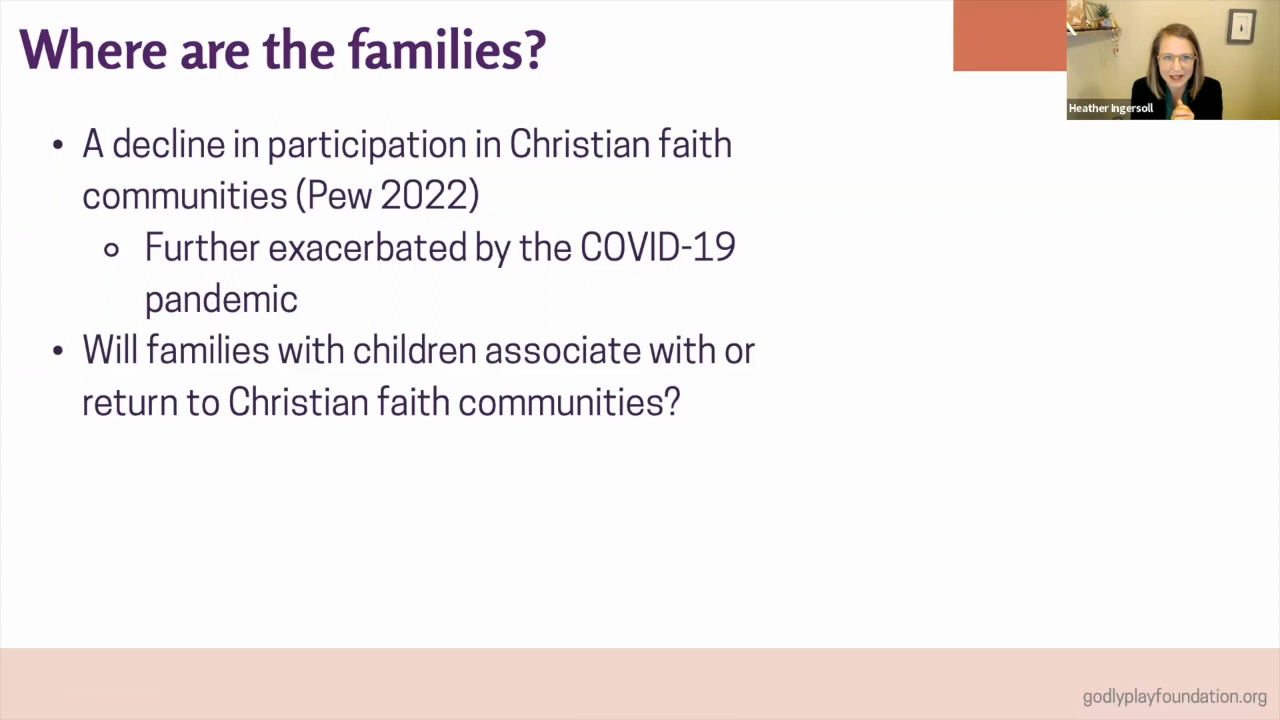 Where are the families?
Heather Ingersoll
• A decline in participation in Christian faith
communities (Pew 2022)
○ Further exacerbated by the COVID-19
pandemic
• Will families with children associate with or
return to Christian faith communities?
godlyplayfoundation.org